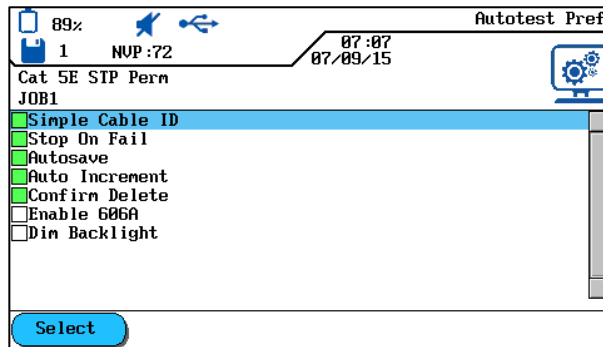 89%
Autotest Pref
1 NVP:72
07:07
07/09/15
Cat 5E STP Perm
JOB1
Simple Cable ID
Stop On Fail
Autosave
Auto Increment
Confirm Delete
Enable 606A
Dim Backlight
Select